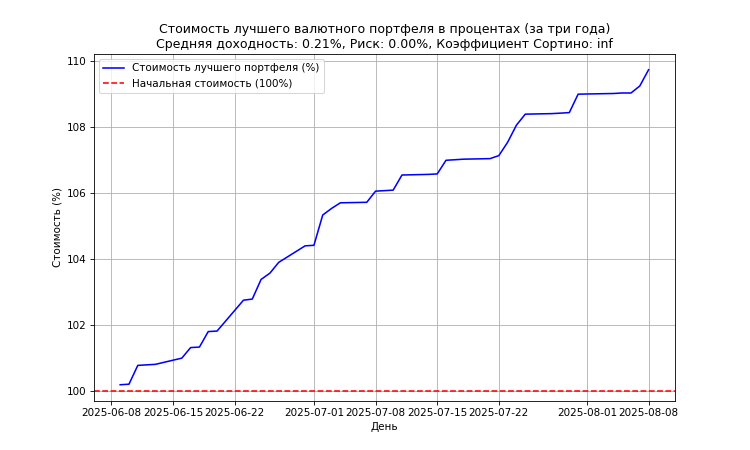 Стоимость лучшего валютного портфеля в процентах (за три года)
Средняя доходность: 0.21%, Риск: 0.00%, Коэффициент Сортино: inf
Стоимость лучшего портфеля (%)
Начальная стоимость (100%)
Стоимость (%)
110
108
106
104
102
100
2025-06-08
2025-06-15
2025-06-22
2025-07-01
2025-07-08
2025-07-15
2025-07-22
2025-08-01
2025-08-08
День